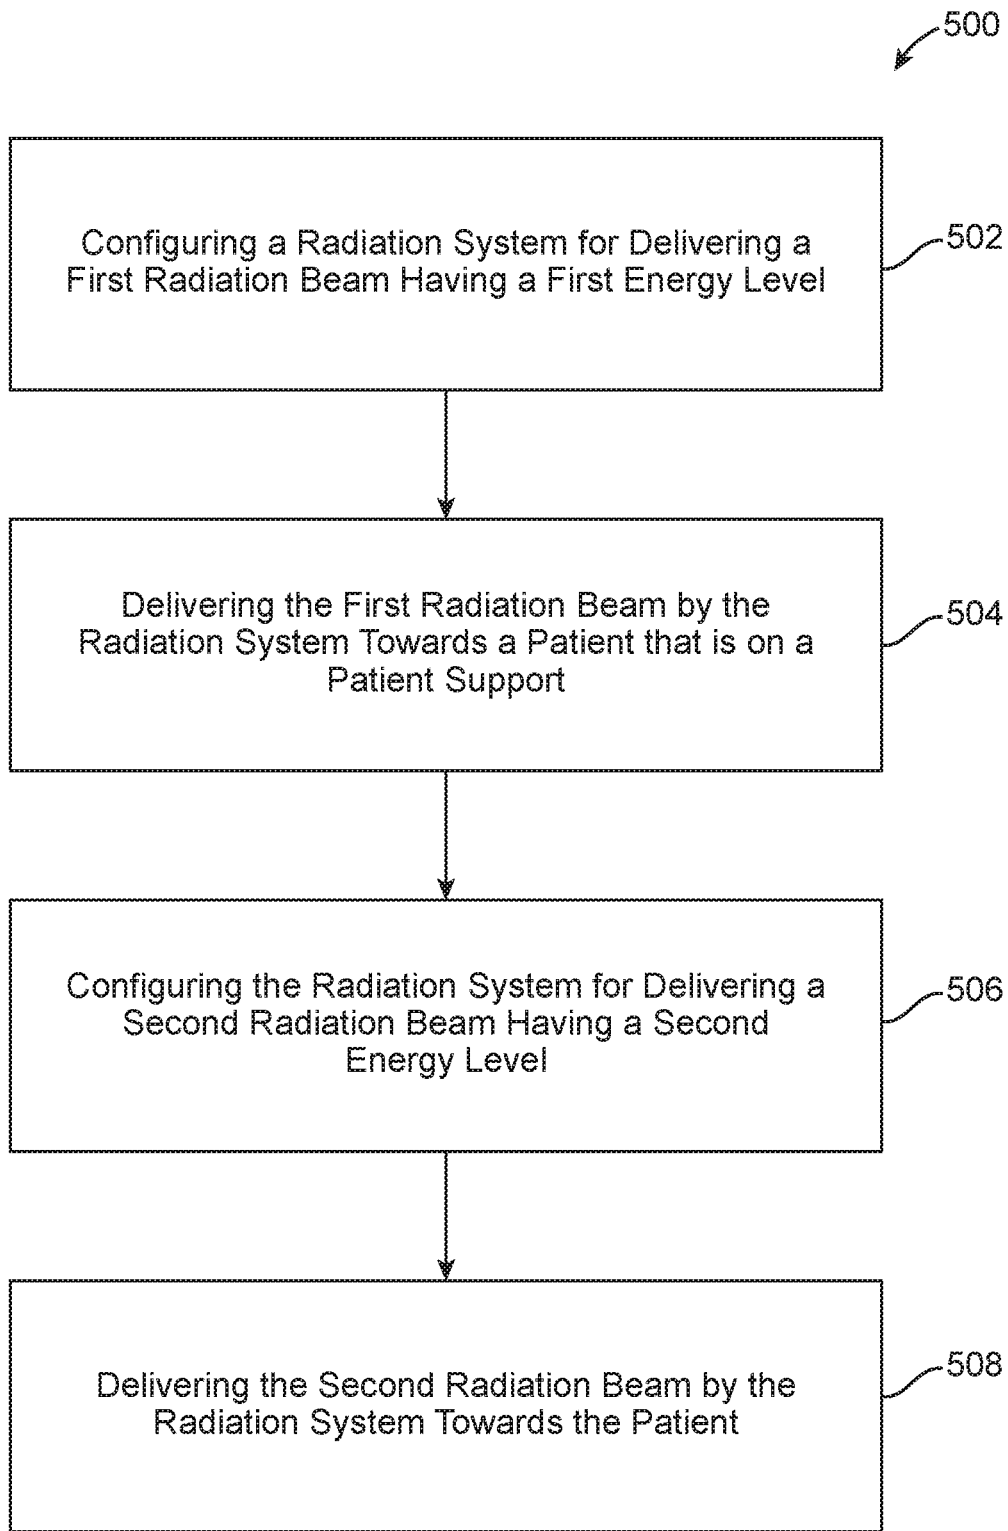 500
Configuring a Radiation System for Delivering a
First Radiation Beam Having a First Energy Level
502
Delivering the First Radiation Beam by the
Radiation System Towards a Patient that is on a
Patient Support
504
Configuring the Radiation System for Delivering a
Second Radiation Beam Having a Second
Energy Level
506
Delivering the Second Radiation Beam by the
Radiation System Towards the Patient
508